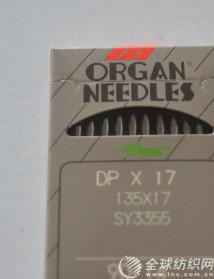 ORGAN®
NEEDLES
DP X 17
135X17
SY3355
全球纺织网
www.tnc.com.cn